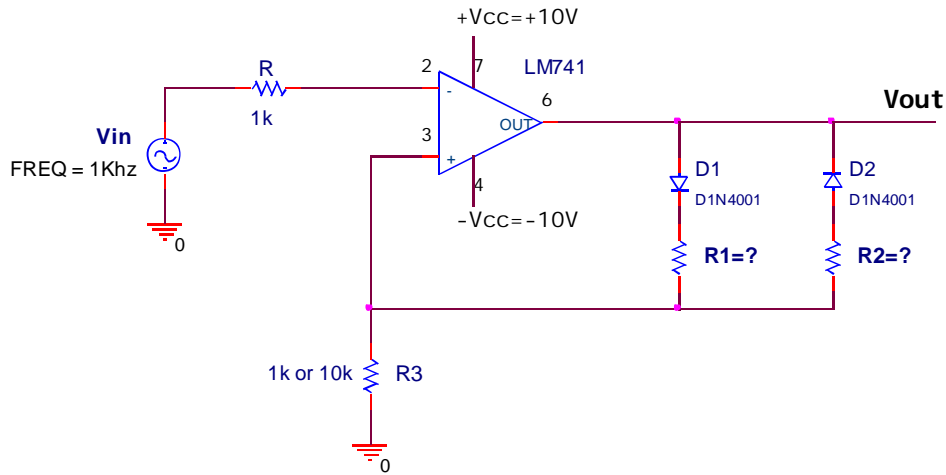 +Vcc=+10V
R
2
7
LM741
1k
-
6
Vout
Vin
OUT
3
D1
D2
FREQ = 1Khz
+
4
D1N4001
D1N4001
-Vcc=-10V
0
R1=?
R2=?
1k or 10k
R3
0